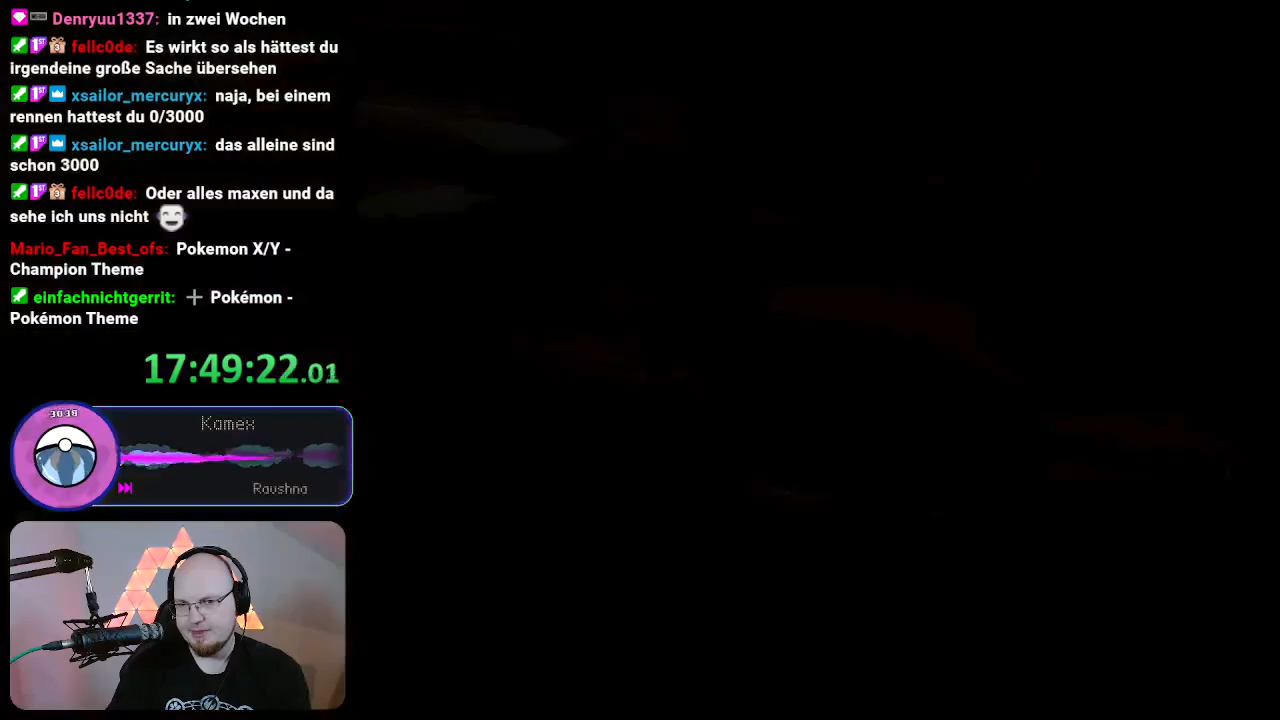 Denryuu1337: in zwei Wochen
fellc0de: Es wirkt so als hättest du
irgendeine große Sache übersehen
xsailor_mercuryx: naja, bei einem
rennen hattest du 0/3000
xsailor_mercuryx: das alleine sind
schon 3000
fellc0de: Oder alles maxen und da
sehe ich uns nicht
Mario_Fan_Best_ofs: Pokemon X/Y -
Champion Theme
einfachnichtgerrit: Pokémon -
Pokémon Theme
17:49:22.01
Kamex
Ravshna